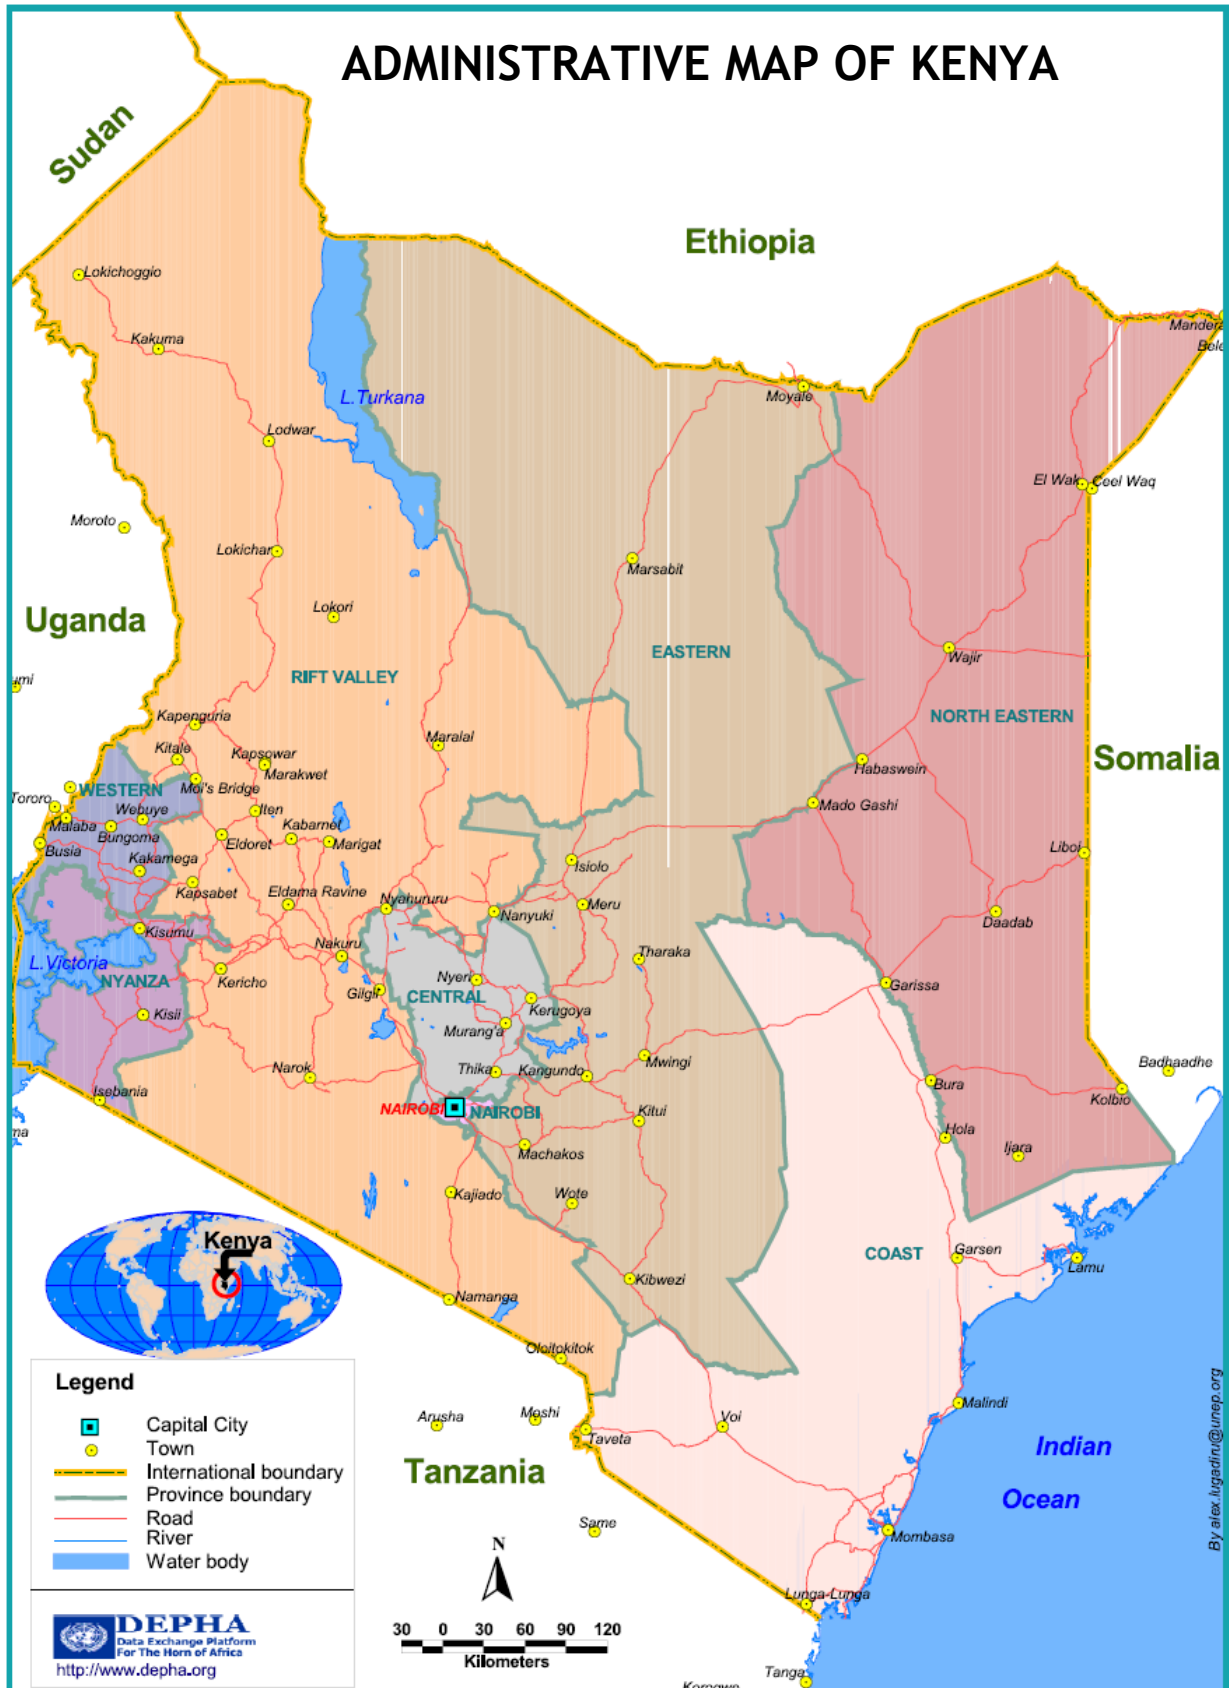 ADMINISTRATIVE MAP OF KENYA
Sudan
Ethiopia
Lokichoggio
Mandera
Kakuma
Moyale
L.Turkana
Lodwar
El Wak
Ceel Waq
Moroto
Lokichar
Marsabit
Lokori
Uganda
EASTERN
Wajir
RIFT VALLEY
umi
NORTH EASTERN
Kapenguria
Kitale
Kapsowar
Maralal
Somalia
Marakwet
Habaswein
WESTERN
Moi's Bridge
Tororo
Webuye
Iten
Mado Gashi
Malaba
Bungoma
Eldoret
Kabarnet
Marigat
Busia
Liboi
Kakamega
Isiolo
Kapsabet
Eldama Ravine
Nyahururu
Nanyuki
Meru
Daadab
Kisumu
Nakuru
Tharaka
L.Victoria
NYANZA
Kericho
Nyeri
Garissa
Gilgil
CENTRAL
Kerugoya
Kisii
Murang'a
Mwingi
Badhaadhe
Narok
Thika
Kangundo
Bura
Isebania
Kolbio
NAIROBI
NAIROBI
Kitui
Hola
ma
Machakos
Ijara
Kajiado
Wote
Kenya
COAST
Garsen
Lamu
Kibwezi
Namanga
Oloitokitok
Legend
Capital City
Town
International boundary
Province boundary
Road
River
Water body
Arusha
Moshi
Taveta
Voi
Malindi
Tanzania
Indian
Ocean
Same
Mombasa
N
Lunga-Lunga
30 0 30 60 90 120
Kilometers
DEPHA
Data Exchange Platform
For The Horn of Africa
http://www.depha.org
Tanga
By alex.lugadiru@unep.org